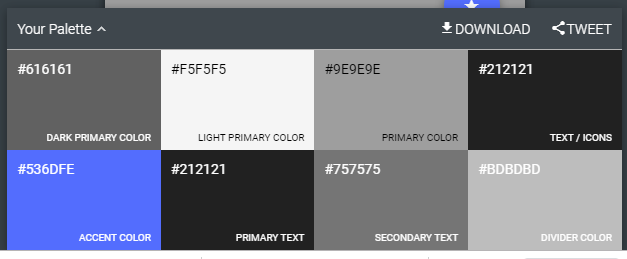 Your Palette
DOWNLOAD
TWEET
#616161
#F5F5F5
#9E9E9E
#212121
DARK PRIMARY COLOR
LIGHT PRIMARY COLOR
PRIMARY COLOR
TEXT / ICONS
#536DFE
#212121
#757575
#BDBDBD
ACCENT COLOR
PRIMARY TEXT
SECONDARY TEXT
DIVIDER COLOR